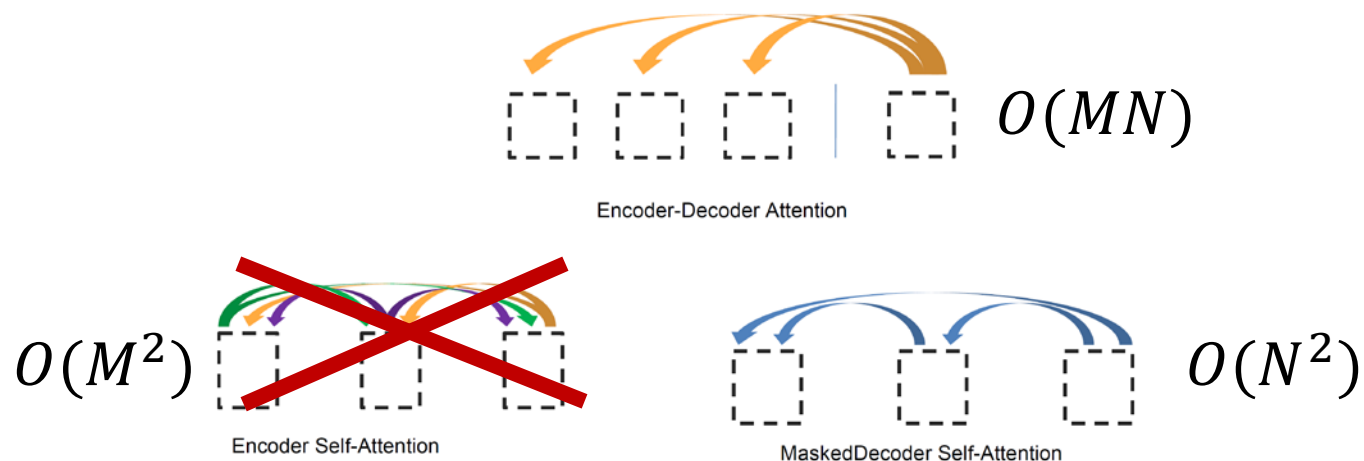 O(MN)
Encoder-Decoder Attention
O(M²)
O(N²)
Encoder Self-Attention
MaskedDecoder Self-Attention